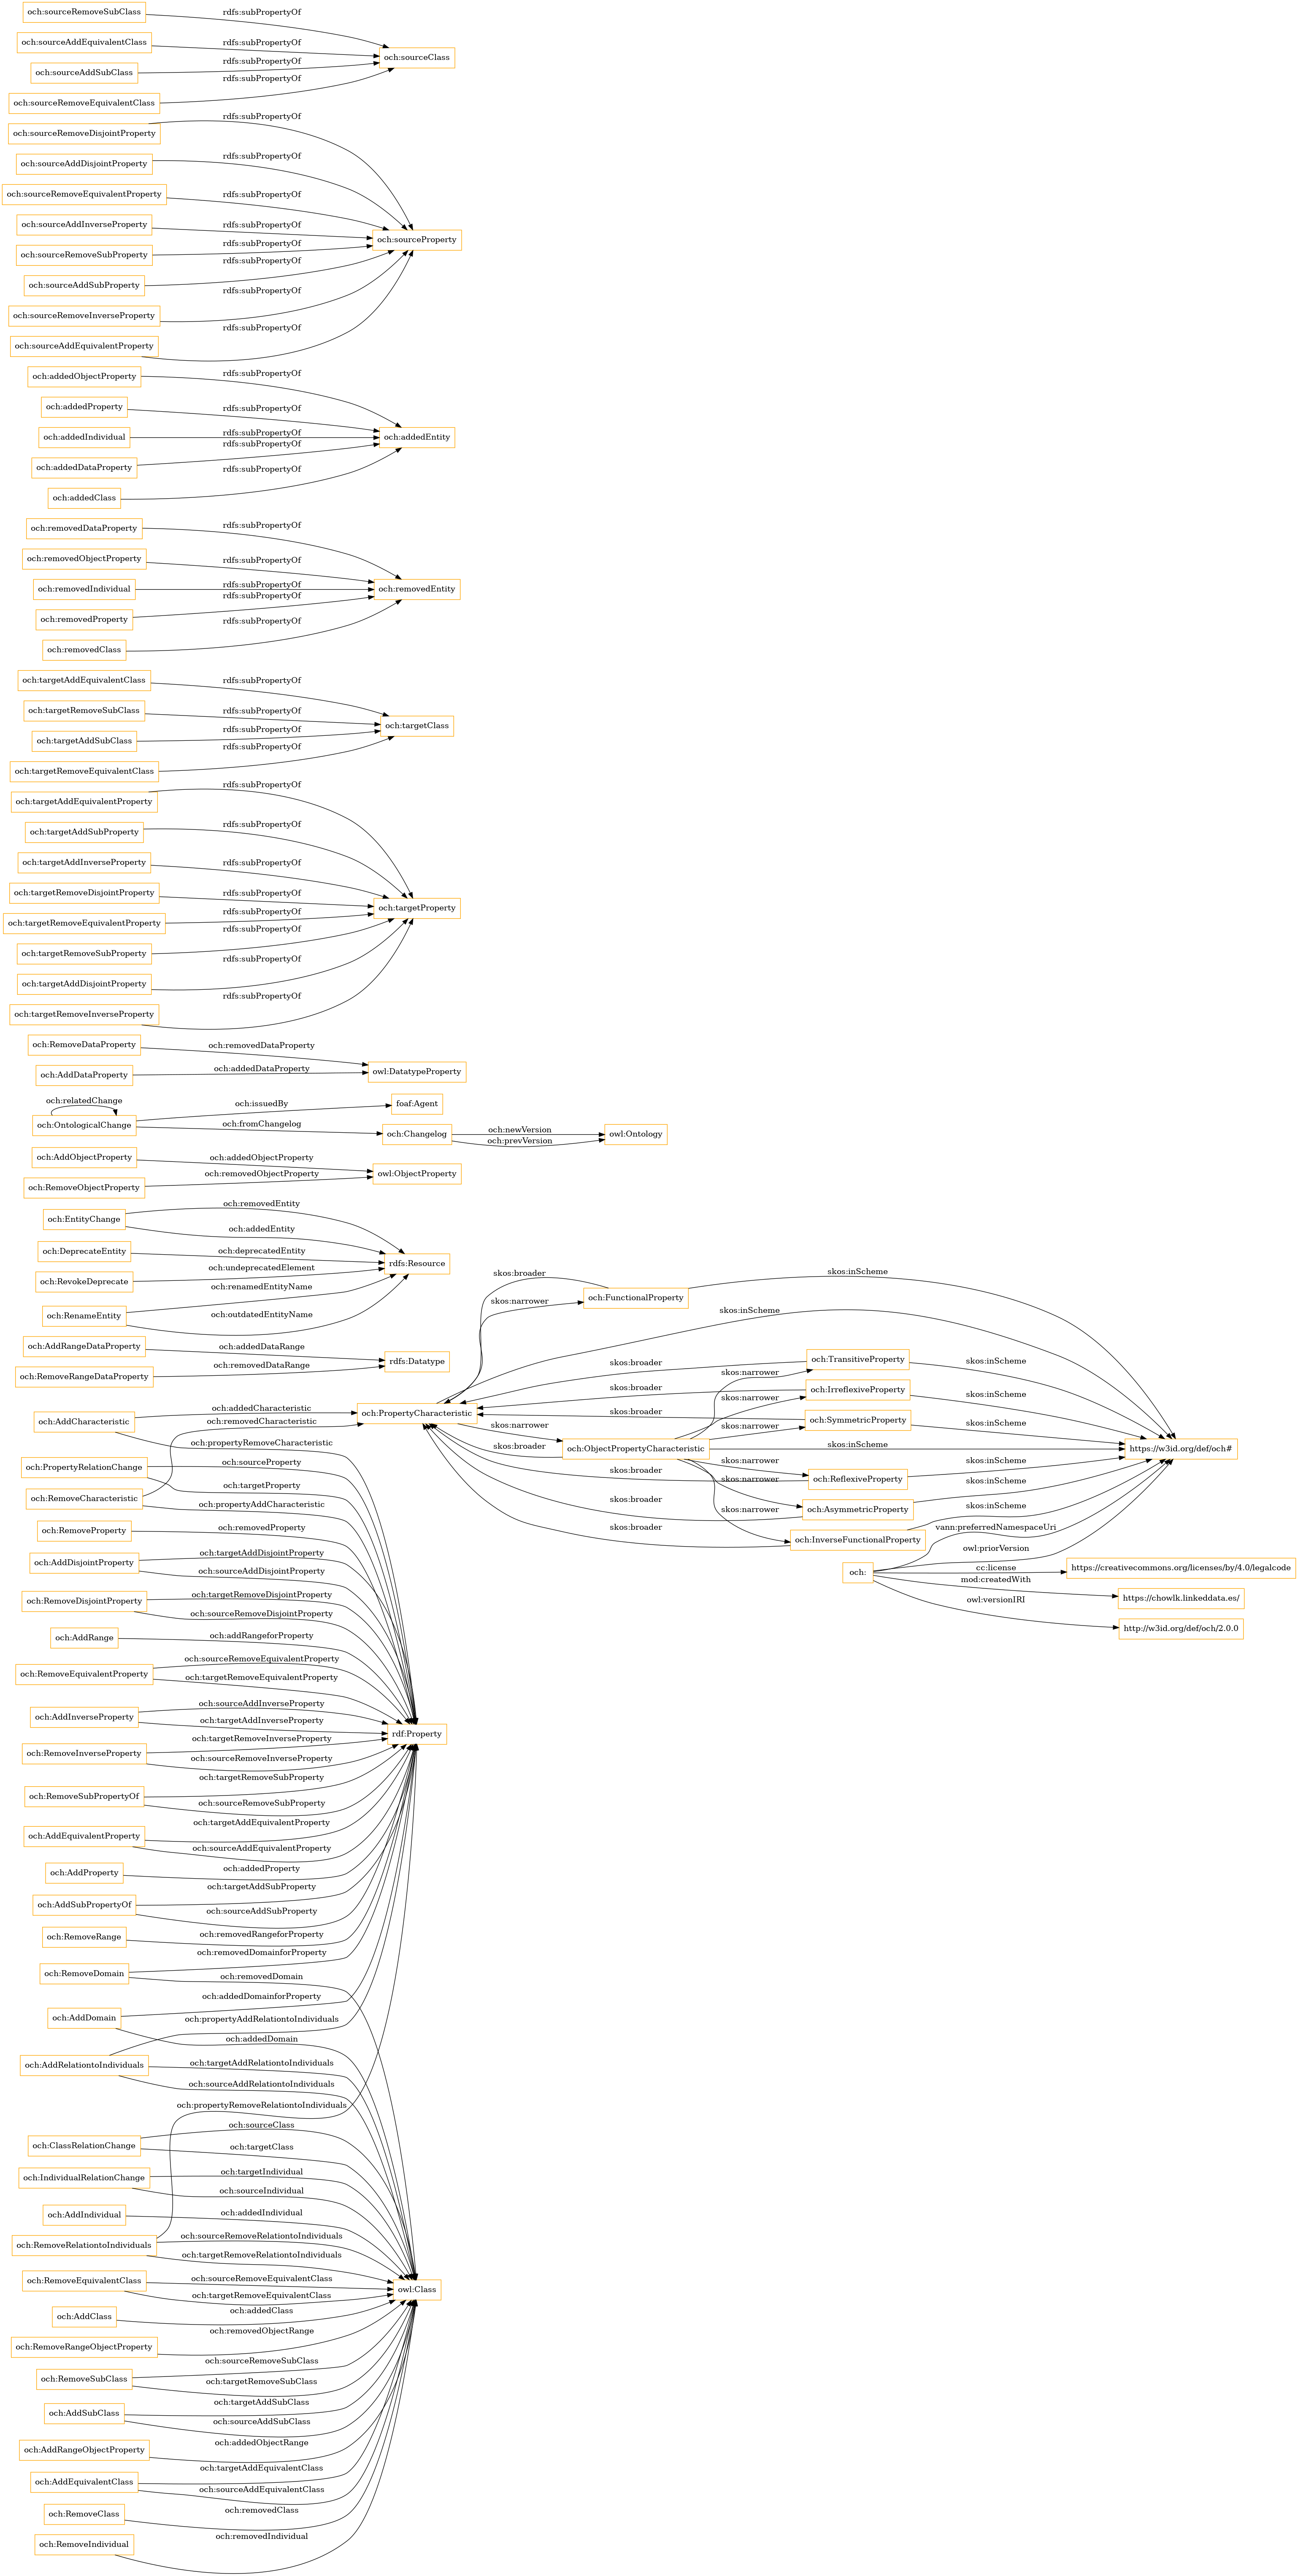 och:sourceRemoveSubClass
rdfs:subPropertyOf
och:sourceAddEquivalentClass
rdfs:subPropertyOf
och:sourceClass
och:sourceAddSubClass
rdfs:subPropertyOf
och:sourceRemoveEquivalentClass
rdfs:subPropertyOf
och:sourceRemoveDisjointProperty
rdfs:subPropertyOf
och:sourceAddDisjointProperty
rdfs:subPropertyOf
och:sourceRemoveEquivalentProperty
rdfs:subPropertyOf
och:sourceAddInverseProperty
rdfs:subPropertyOf
och:sourceProperty
och:sourceRemoveSubProperty
rdfs:subPropertyOf
och:sourceAddSubProperty
rdfs:subPropertyOf
och:sourceRemoveInverseProperty
rdfs:subPropertyOf
och:sourceAddEquivalentProperty
rdfs:subPropertyOf
och:addedObjectProperty
rdfs:subPropertyOf
och:addedProperty
rdfs:subPropertyOf
och:addedIndividual
rdfs:subPropertyOf
och:addedEntity
och:addedDataProperty
rdfs:subPropertyOf
och:addedClass
rdfs:subPropertyOf
och:removedDataProperty
rdfs:subPropertyOf
och:removedObjectProperty
rdfs:subPropertyOf
och:removedIndividual
rdfs:subPropertyOf
och:removedEntity
och:removedProperty
rdfs:subPropertyOf
och:removedClass
rdfs:subPropertyOf
och:targetAddEquivalentClass
rdfs:subPropertyOf
och:targetRemoveSubClass
rdfs:subPropertyOf
och:targetClass
och:targetAddSubClass
rdfs:subPropertyOf
och:targetRemoveEquivalentClass
rdfs:subPropertyOf
och:targetAddEquivalentProperty
rdfs:subPropertyOf
och:targetAddSubProperty
rdfs:subPropertyOf
och:targetAddInverseProperty
rdfs:subPropertyOf
och:targetRemoveDisjointProperty
rdfs:subPropertyOf
och:targetProperty
och:targetRemoveEquivalentProperty
rdfs:subPropertyOf
och:targetRemoveSubProperty
rdfs:subPropertyOf
och:targetAddDisjointProperty
rdfs:subPropertyOf
och:targetRemoveInverseProperty
rdfs:subPropertyOf
och:RemoveDataProperty
och:removedDataProperty
och:AddDataProperty
och:addedDataProperty
owl:DatatypeProperty
och:relatedChange
och:OntologicalChange
och:issuedBy
foaf:Agent
och:fromChangelog
och:Changelog
och:newVersion
och:prevVersion
owl:Ontology
och:AddObjectProperty
och:addedObjectProperty
och:RemoveObjectProperty
och:removedObjectProperty
owl:ObjectProperty
och:EntityChange
och:removedEntity
och:addedEntity
och:DeprecateEntity
och:deprecatedEntity
rdfs:Resource
och:RevokeDeprecate
och:undeprecatedElement
och:RenameEntity
och:renamedEntityName
och:outdatedEntityName
och:AddRangeDataProperty
och:addedDataRange
rdfs:Datatype
och:RemoveRangeDataProperty
och:removedDataRange
skos:broader
skos:narrower
och:FunctionalProperty
skos:inScheme
skos:inScheme
och:AddCharacteristic
och:addedCharacteristic
och:removedCharacteristic
och:PropertyCharacteristic
skos:narrower
skos:broader
och:ObjectPropertyCharacteristic
skos:broader
skos:narrower
och:TransitiveProperty
skos:inScheme
skos:broader
skos:narrower
och:IrreflexiveProperty
skos:inScheme
skos:broader
skos:narrower
och:SymmetricProperty
skos:inScheme
skos:inScheme
https://w3id.org/def/och#
skos:narrower
skos:broader
och:ReflexiveProperty
skos:inScheme
skos:narrower
skos:broader
och:AsymmetricProperty
skos:inScheme
skos:narrower
skos:broader
och:InverseFunctionalProperty
skos:inScheme
och:
vann:preferredNamespaceUri
owl:priorVersion
cc:license
https://creativecommons.org/licenses/by/4.0/legalcode
mod:createdWith
https://chowlk.linkeddata.es/
owl:versionIRI
http://w3id.org/def/och/2.0.0
och:propertyRemoveCharacteristic
och:PropertyRelationChange
och:sourceProperty
och:targetProperty
och:RemoveCharacteristic
och:propertyAddCharacteristic
och:RemoveProperty
och:removedProperty
och:AddDisjointProperty
och:targetAddDisjointProperty
och:sourceAddDisjointProperty
och:RemoveDisjointProperty
och:targetRemoveDisjointProperty
och:sourceRemoveDisjointProperty
och:AddRange
och:addRangeforProperty
och:RemoveEquivalentProperty
och:sourceRemoveEquivalentProperty
och:targetRemoveEquivalentProperty
och:AddInverseProperty
och:sourceAddInverseProperty
och:targetAddInverseProperty
rdf:Property
och:RemoveInverseProperty
och:targetRemoveInverseProperty
och:sourceRemoveInverseProperty
och:RemoveSubPropertyOf
och:targetRemoveSubProperty
och:sourceRemoveSubProperty
och:AddEquivalentProperty
och:targetAddEquivalentProperty
och:sourceAddEquivalentProperty
och:AddProperty
och:addedProperty
och:AddSubPropertyOf
och:targetAddSubProperty
och:sourceAddSubProperty
och:RemoveRange
och:removedRangeforProperty
och:RemoveDomain
och:removedDomainforProperty
och:removedDomain
och:AddDomain
och:addedDomainforProperty
och:addedDomain
och:AddRelationtoIndividuals
och:propertyAddRelationtoIndividuals
och:targetAddRelationtoIndividuals
och:sourceAddRelationtoIndividuals
och:propertyRemoveRelationtoIndividuals
och:ClassRelationChange
och:sourceClass
och:targetClass
och:IndividualRelationChange
och:targetIndividual
och:sourceIndividual
och:AddIndividual
och:addedIndividual
och:RemoveRelationtoIndividuals
och:sourceRemoveRelationtoIndividuals
och:targetRemoveRelationtoIndividuals
och:RemoveEquivalentClass
och:sourceRemoveEquivalentClass
och:targetRemoveEquivalentClass
owl:Class
och:AddClass
och:addedClass
och:RemoveRangeObjectProperty
och:removedObjectRange
och:RemoveSubClass
och:sourceRemoveSubClass
och:targetRemoveSubClass
och:AddSubClass
och:targetAddSubClass
och:sourceAddSubClass
och:AddRangeObjectProperty
och:addedObjectRange
och:AddEquivalentClass
och:targetAddEquivalentClass
och:sourceAddEquivalentClass
och:RemoveClass
och:removedClass
och:RemoveIndividual
och:removedIndividual